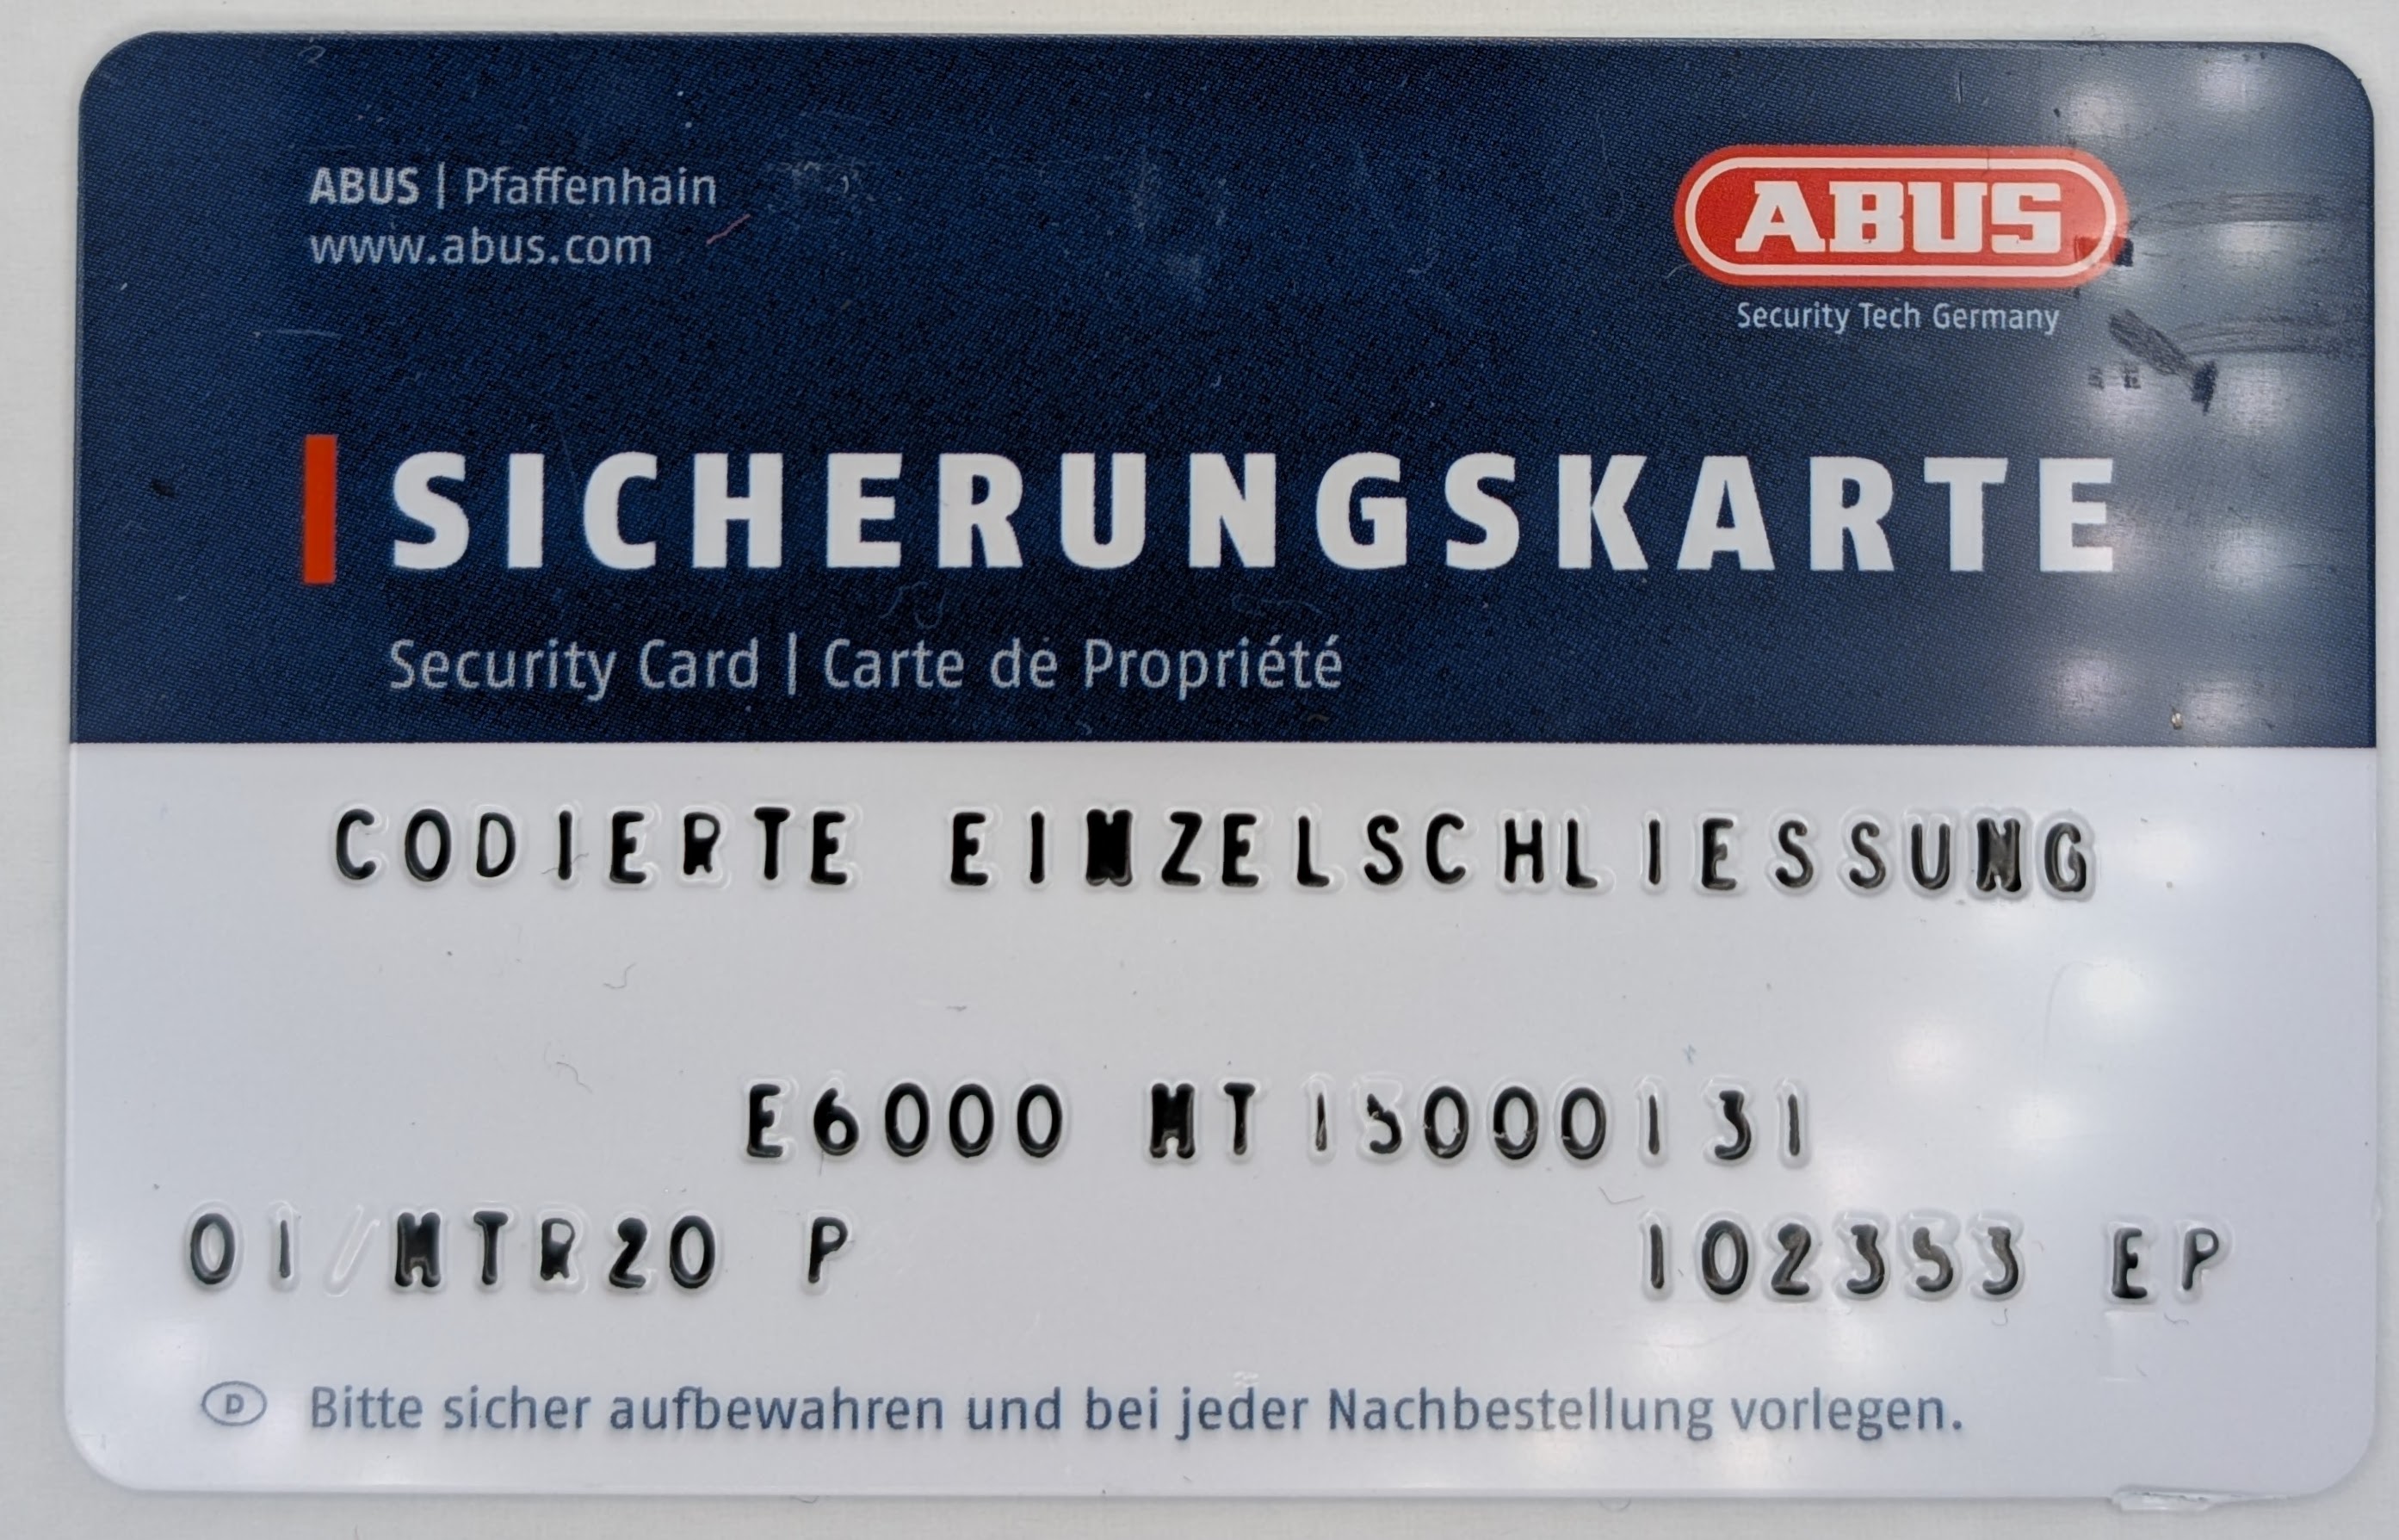 ABUS | Pfaffenhain
www.abus.com
ABUS
Security Tech Germany
SICHERUNGSKARTE
Security Card | Carte de Propriété
CODIERTE EINZELSCHLIESSUNG
E6000 MT 15000131
01/MTR20 P 102353 EP
D Bitte sicher aufbewahren und bei jeder Nachbestellung vorlegen.